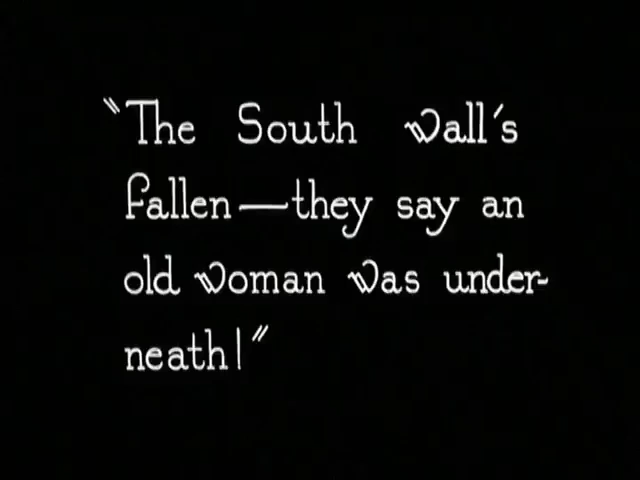 "The South Wall's
fallen—they say an
old woman was under-
neath!"